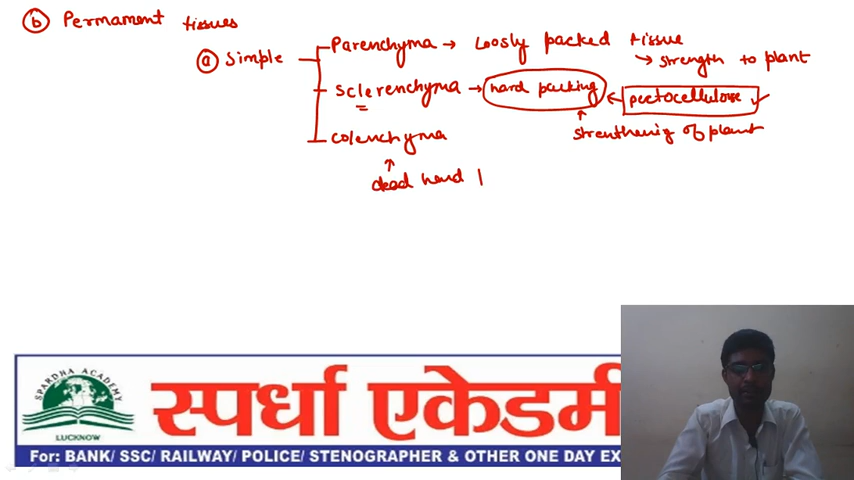 (b) Permament tissues
(a) Simple
Parenchyma → Loosly packed tissue
→ strength to plant
Sclerenchyma → hard packing ← pectocellulose
strenthening of plant
Colenchyma
dead hard
SPARDHA ACADEMY
LUCKNOW
स्पर्धा एकेडमी
For: BANK/ SSC/ RAILWAY/ POLICE/ STENOGRAPHER & OTHER ONE DAY EX